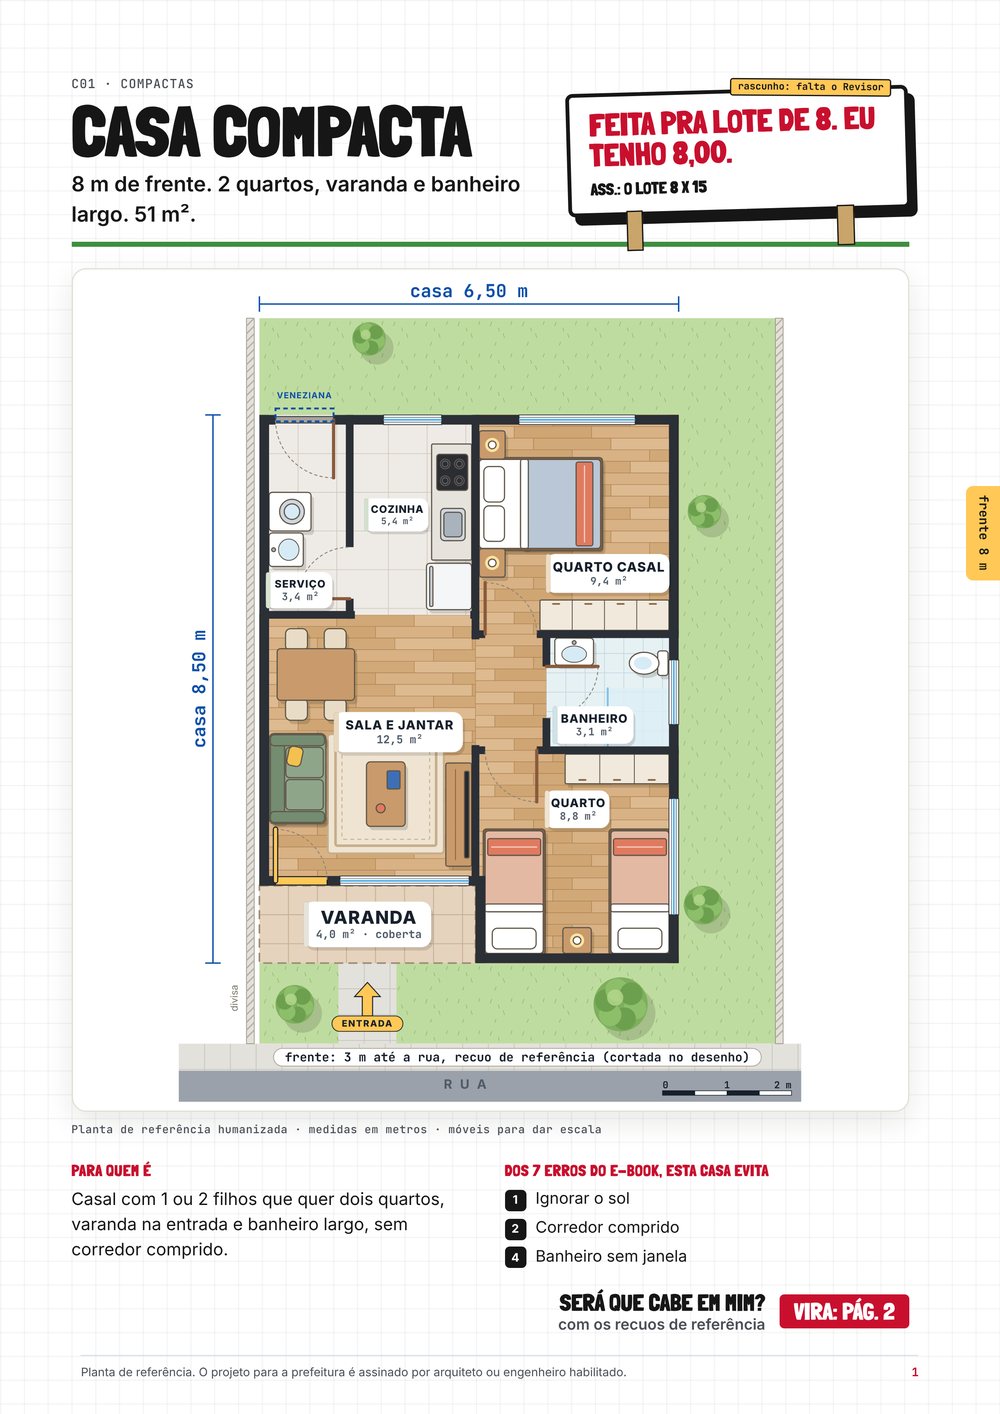 C01 · COMPACTAS
CASA COMPACTA
8 m de frente. 2 quartos, varanda e banheiro
largo. 51 m².
rascunho: falta o Revisor
FEITA PRA LOTE DE 8. EU
TENHO 8,00.
ASS.: O LOTE 8 X 15
casa 6,50 m
VENEZIANA
COZINHA
5,4 m²
frente 8 m
QUARTO CASAL
9,4 m²
SERVIÇO
3,4 m²
casa 8,50 m
BANHEIRO
3,1 m²
SALA E JANTAR
12,5 m²
QUARTO
8,8 m²
VARANDA
4,0 m² · coberta
divisa
ENTRADA
frente: 3 m até a rua, recuo de referência (cortada no desenho)
RUA
0 1 2 m
Planta de referência humanizada · medidas em metros · móveis para dar escala
PARA QUEM É
Casal com 1 ou 2 filhos que quer dois quartos,
varanda na entrada e banheiro largo, sem
corredor comprido.
DOS 7 ERROS DO E-BOOK, ESTA CASA EVITA
1 Ignorar o sol
2 Corredor comprido
4 Banheiro sem janela
SERÁ QUE CABE EM MIM?
com os recuos de referência
VIRA: PÁG. 2
Planta de referência. O projeto para a prefeitura é assinado por arquiteto ou engenheiro habilitado.
1